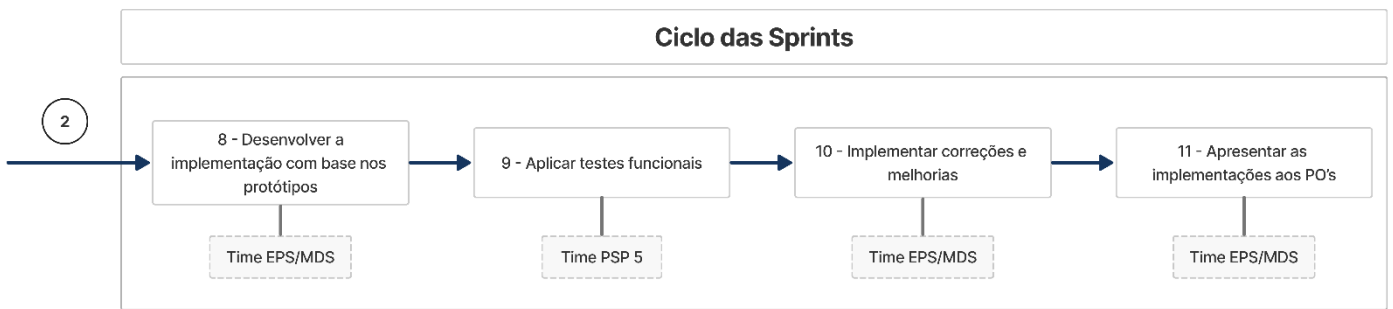 Ciclo das Sprints
2
8 - Desenvolver a
implementação com base nos
protótipos
9 - Aplicar testes funcionais
10 - Implementar correções e
melhorias
11 - Apresentar as
implementações aos PO's
Time EPS/MDS
Time PSP 5
Time EPS/MDS
Time EPS/MDS